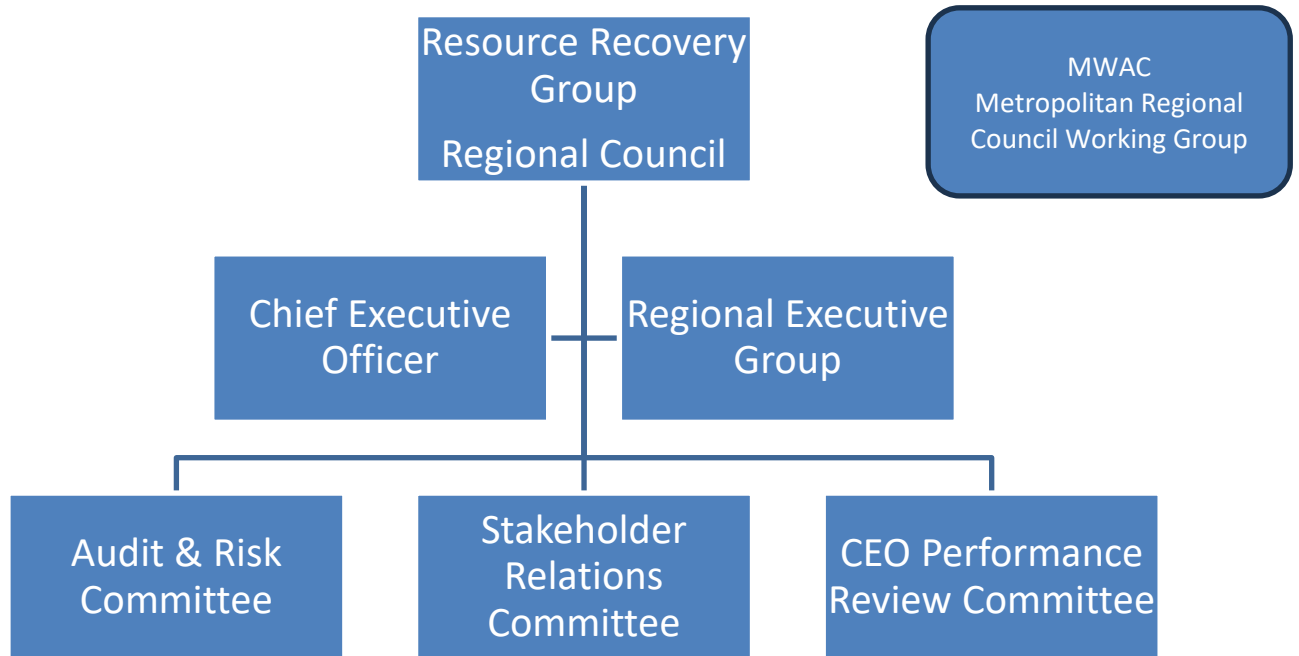 Resource Recovery
Group
Regional Council
MWAC
Metropolitan Regional
Council Working Group
Chief Executive
Officer
Regional Executive
Group
Audit & Risk
Committee
Stakeholder
Relations
Committee
CEO Performance
Review Committee